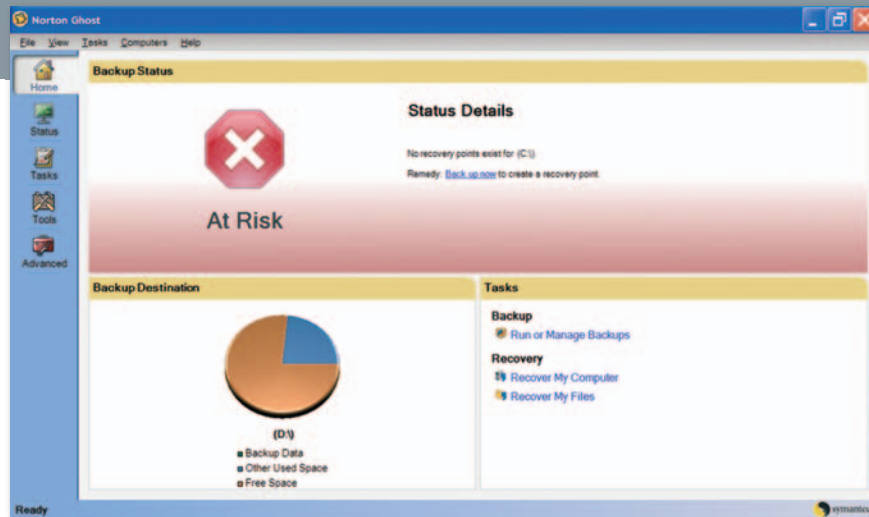 Norton Ghost
File View Tasks Computers Help
Home
Status
Tasks
Tools
Advanced
Backup Status
At Risk
Status Details
No recovery points exist for (C:\)
Remedy: Back up now to create a recovery point.
Backup Destination
(D:\)
Backup Data
Other Used Space
Free Space
Tasks
Backup
Run or Manage Backups
Recovery
Recover My Computer
Recover My Files
Ready
symantec